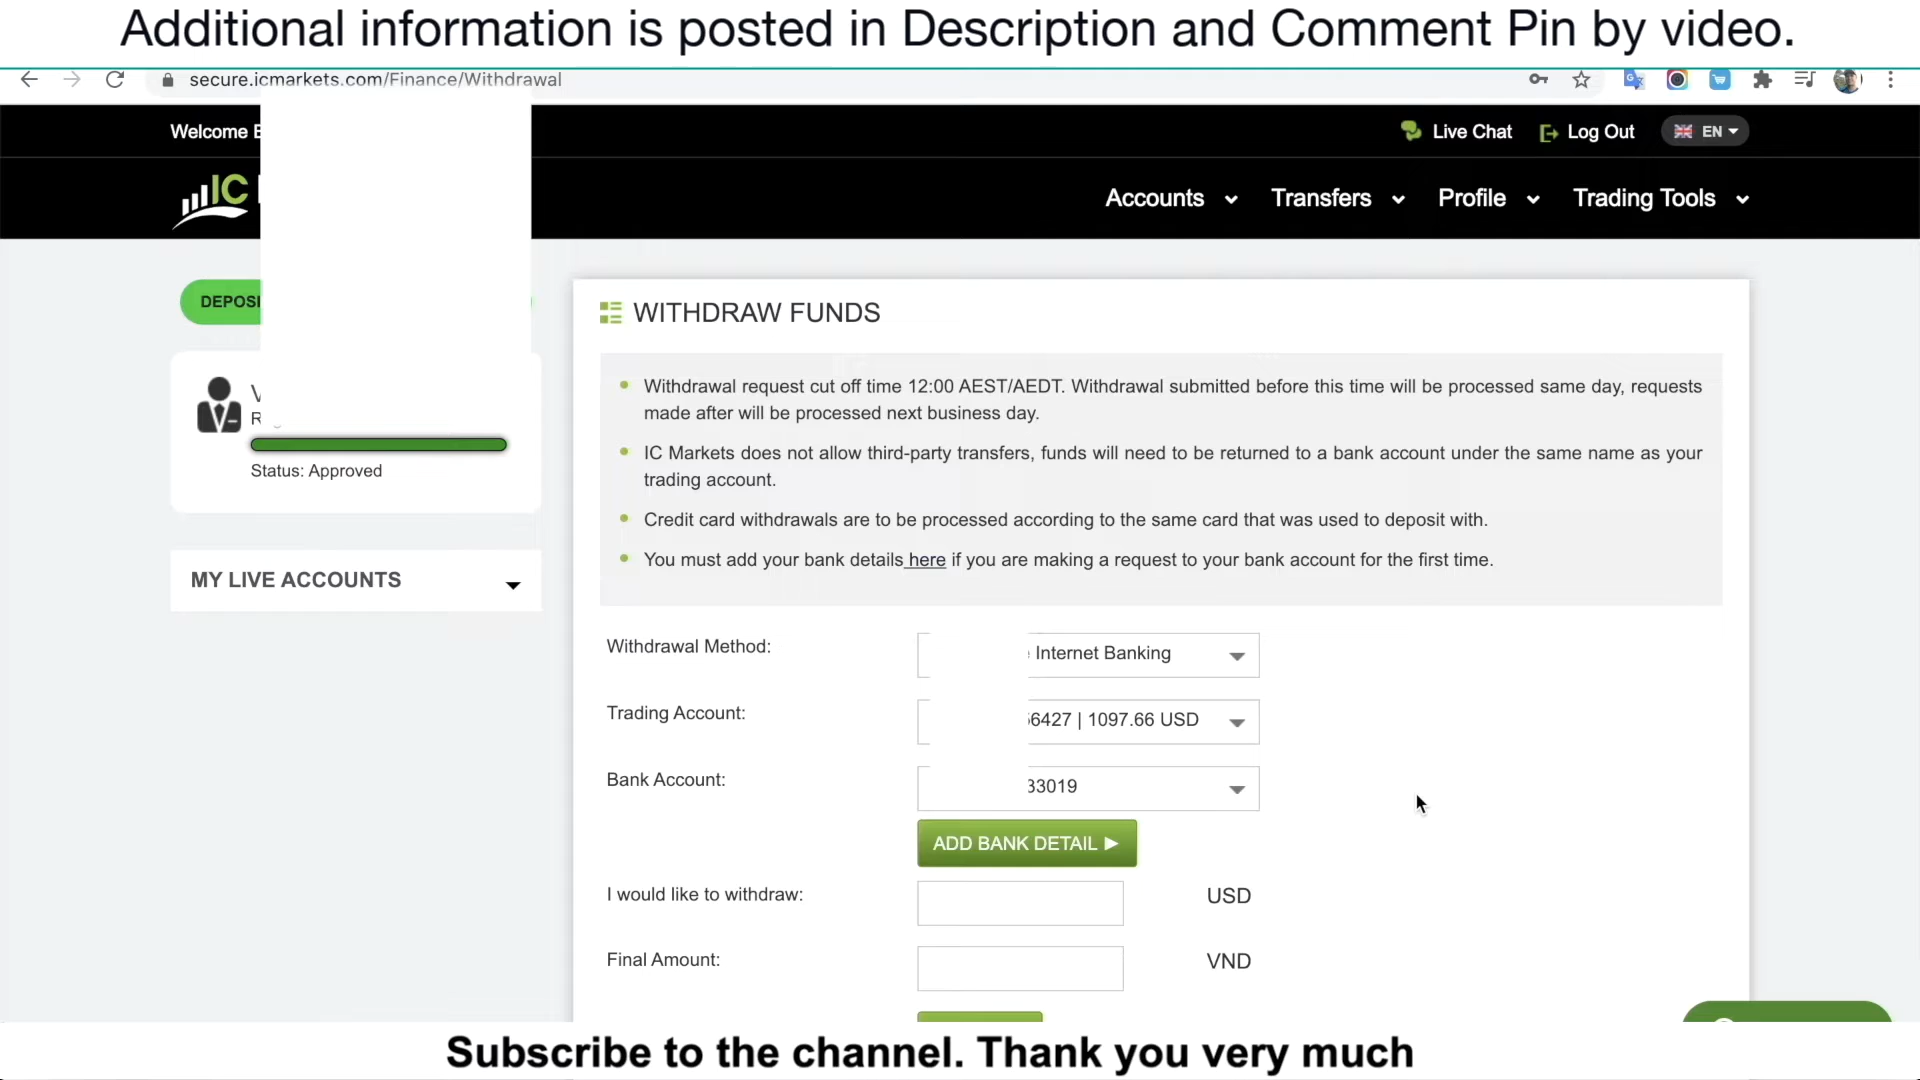 Additional information is posted in Description and Comment Pin by video.
secure.icmarkets.com/Finance/Withdrawal
Welcome
Live Chat
Log Out
EN
IC
Accounts
Transfers
Profile
Trading Tools
DEPOSI
WITHDRAW FUNDS
Withdrawal request cut off time 12:00 AEST/AEDT. Withdrawal submitted before this time will be processed same day, requests
made after will be processed next business day.
IC Markets does not allow third-party transfers, funds will need to be returned to a bank account under the same name as your
trading account.
Credit card withdrawals are to be processed according to the same card that was used to deposit with.
You must add your bank details here if you are making a request to your bank account for the first time.
Status: Approved
MY LIVE ACCOUNTS
Withdrawal Method:
Internet Banking
Trading Account:
6427 | 1097.66 USD
Bank Account:
33019
ADD BANK DETAIL
I would like to withdraw:
USD
Final Amount:
VND
Subscribe to the channel. Thank you very much